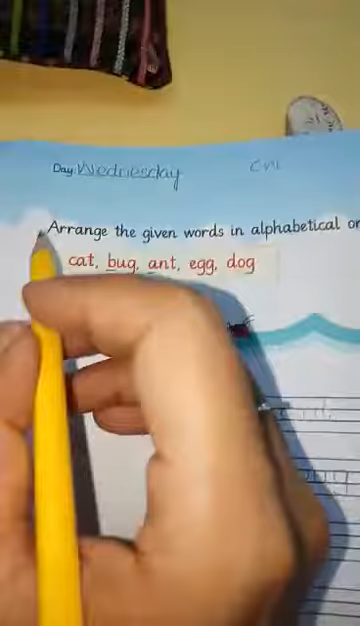 Day: Wednesday
Arrange the given words in alphabetical or
cat, bug, ant, egg, dog